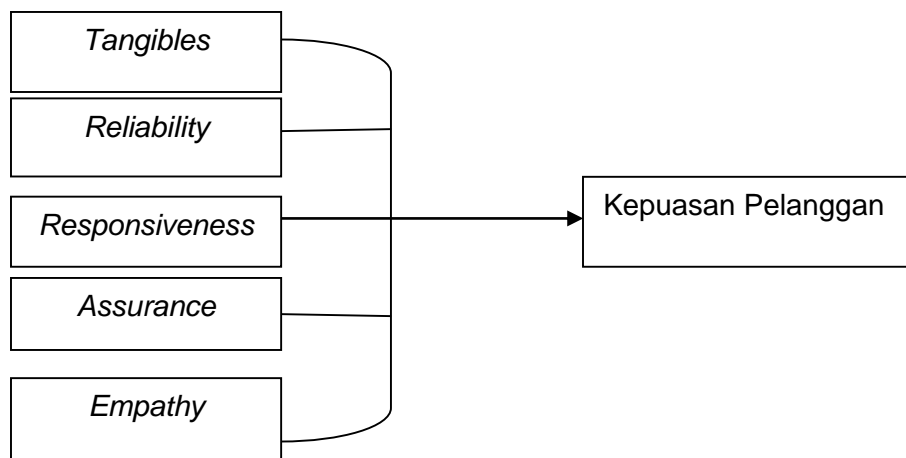 Tangibles
Reliability
Responsiveness
Assurance
Empathy
Kepuasan Pelanggan